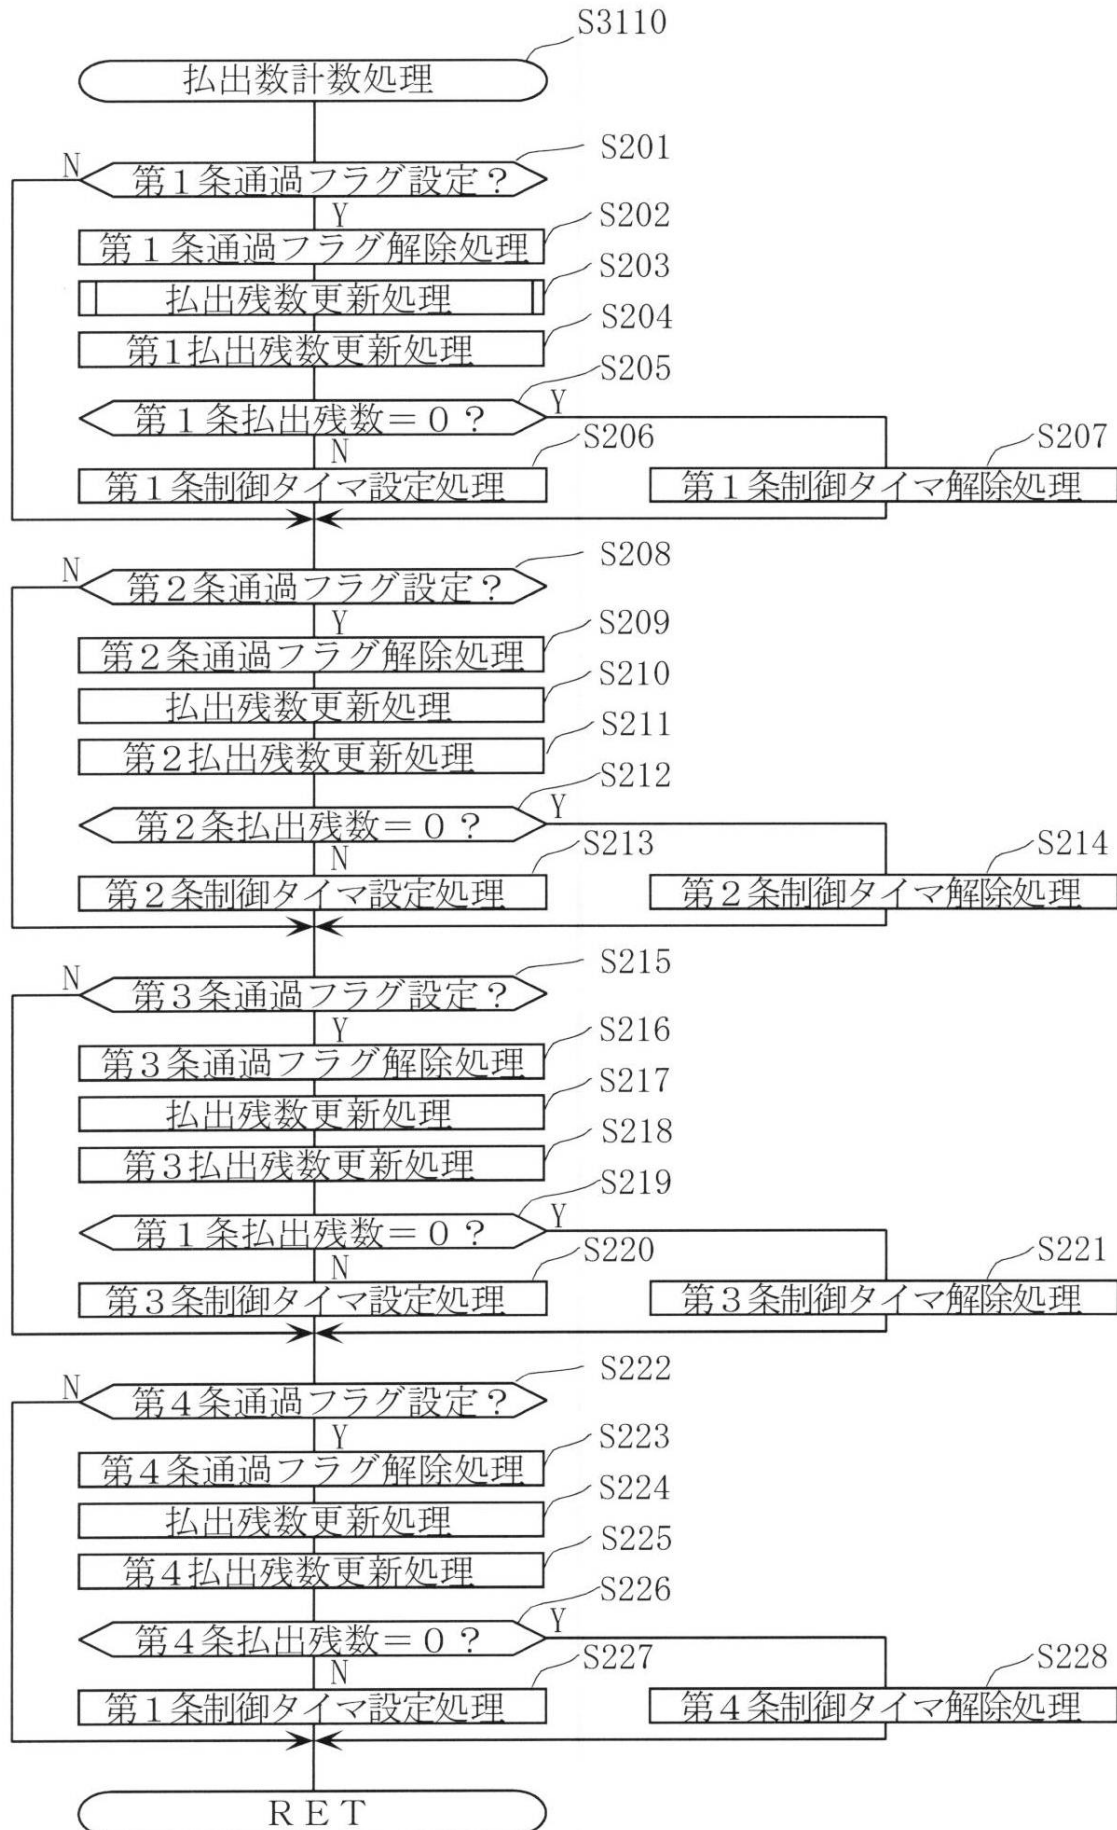 S3110
払出数計数処理
S201
N
第1条通過フラグ設定?
Y
S202
第1条通過フラグ解除処理
S203
払出残数更新処理
S204
第1払出残数更新処理
S205
第1条払出残数=0?
Y
N
S206
第1条制御タイマ設定処理
S207
第1条制御タイマ解除処理
S208
N
第2条通過フラグ設定?
Y
S209
第2条通過フラグ解除処理
S210
払出残数更新処理
S211
第2払出残数更新処理
S212
第2条払出残数=0?
Y
N
S213
第2条制御タイマ設定処理
S214
第2条制御タイマ解除処理
S215
N
第3条通過フラグ設定?
Y
S216
第3条通過フラグ解除処理
S217
払出残数更新処理
S218
第3払出残数更新処理
S219
第1条払出残数=0?
Y
N
S220
第3条制御タイマ設定処理
S221
第3条制御タイマ解除処理
S222
N
第4条通過フラグ設定?
Y
S223
第4条通過フラグ解除処理
S224
払出残数更新処理
S225
第4払出残数更新処理
S226
第4条払出残数=0?
Y
N
S227
第1条制御タイマ設定処理
S228
第4条制御タイマ解除処理
RET